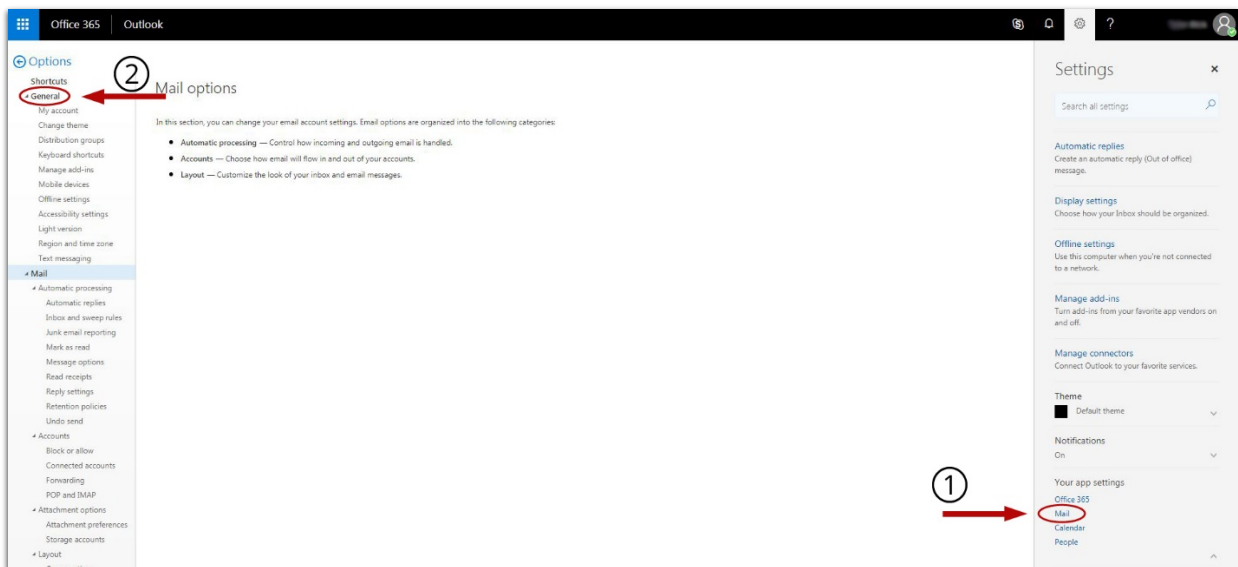 Office 365 Outlook ?
Options
Shortcuts
General
My account
Change theme
Distribution groups
Keyboard shortcuts
Manage add-ins
Mobile devices
Offline settings
Accessibility settings
Light version
Region and time zone
Text messaging
Mail
Automatic processing
Automatic replies
Inbox and sweep rules
Junk email reporting
Mark as read
Message options
Read receipts
Reply settings
Retention policies
Undo send
Accounts
Block or allow
Connected accounts
Forwarding
POP and IMAP
Attachment options
Attachment preferences
Storage accounts
Layout
2
Mail options
In this section, you can change your email account settings. Email options are organized into the following categories:
• Automatic processing — Control how incoming and outgoing email is handled.
• Accounts — Choose how email will flow in and out of your accounts.
• Layout — Customize the look of your inbox and email messages.
1
Settings
Search all settings
Automatic replies
Create an automatic reply (Out of office)
message.
Display settings
Choose how your Inbox should be organized.
Offline settings
Use this computer when you're not connected
to a network.
Manage add-ins
Turn add-ins from your favorite app vendors on
and off.
Manage connectors
Connect Outlook to your favorite services.
Theme
Default theme
Notifications
On
Your app settings
Office 365
Mail
Calendar
People